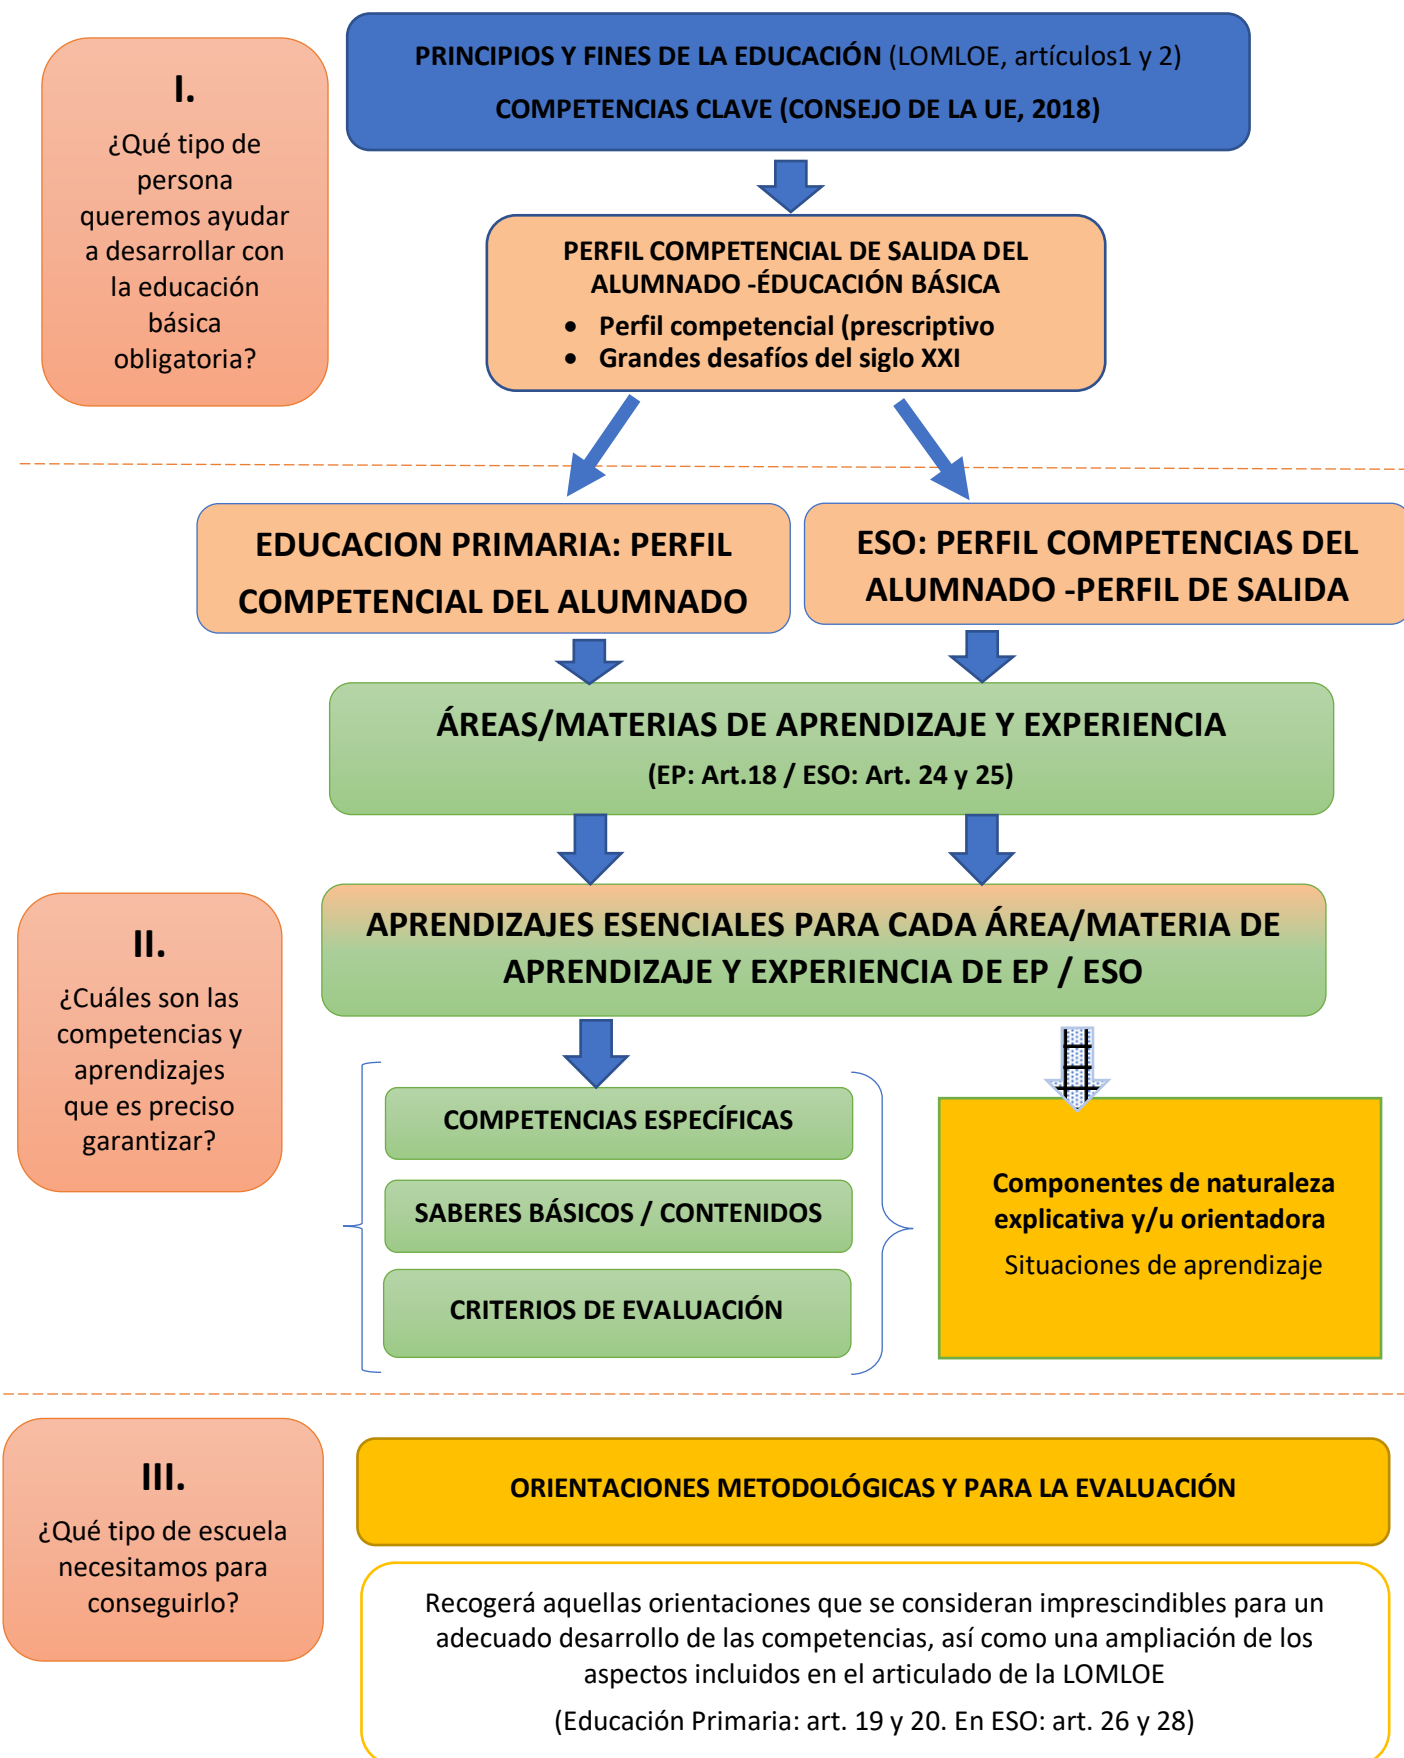 I.
¿Qué tipo de
persona
queremos ayudar
a desarrollar con
la educación
básica
obligatoria?
PRINCIPIOS Y FINES DE LA EDUCACIÓN (LOMLOE, artículos1 y 2)
COMPETENCIAS CLAVE (CONSEJO DE LA UE, 2018)
PERFIL COMPETENCIAL DE SALIDA DEL
ALUMNADO -ÉDUCACIÓN BÁSICA
• Perfil competencial (prescriptivo
• Grandes desafíos del siglo XXI
EDUCACION PRIMARIA: PERFIL
COMPETENCIAL DEL ALUMNADO
ESO: PERFIL COMPETENCIAS DEL
ALUMNADO -PERFIL DE SALIDA
ÁREAS/MATERIAS DE APRENDIZAJE Y EXPERIENCIA
(EP: Art.18 / ESO: Art. 24 y 25)
II.
¿Cuáles son las
competencias y
aprendizajes
que es preciso
garantizar?
APRENDIZAJES ESENCIALES PARA CADA ÁREA/MATERIA DE
APRENDIZAJE Y EXPERIENCIA DE EP / ESO
COMPETENCIAS ESPECÍFICAS
SABERES BÁSICOS / CONTENIDOS
CRITERIOS DE EVALUACIÓN
Componentes de naturaleza
explicativa y/u orientadora
Situaciones de aprendizaje
III.
¿Qué tipo de escuela
necesitamos para
conseguirlo?
ORIENTACIONES METODOLÓGICAS Y PARA LA EVALUACIÓN
Recogerá aquellas orientaciones que se consideran imprescindibles para un
adecuado desarrollo de las competencias, así como una ampliación de los
aspectos incluidos en el articulado de la LOMLOE
(Educación Primaria: art. 19 y 20. En ESO: art. 26 y 28)